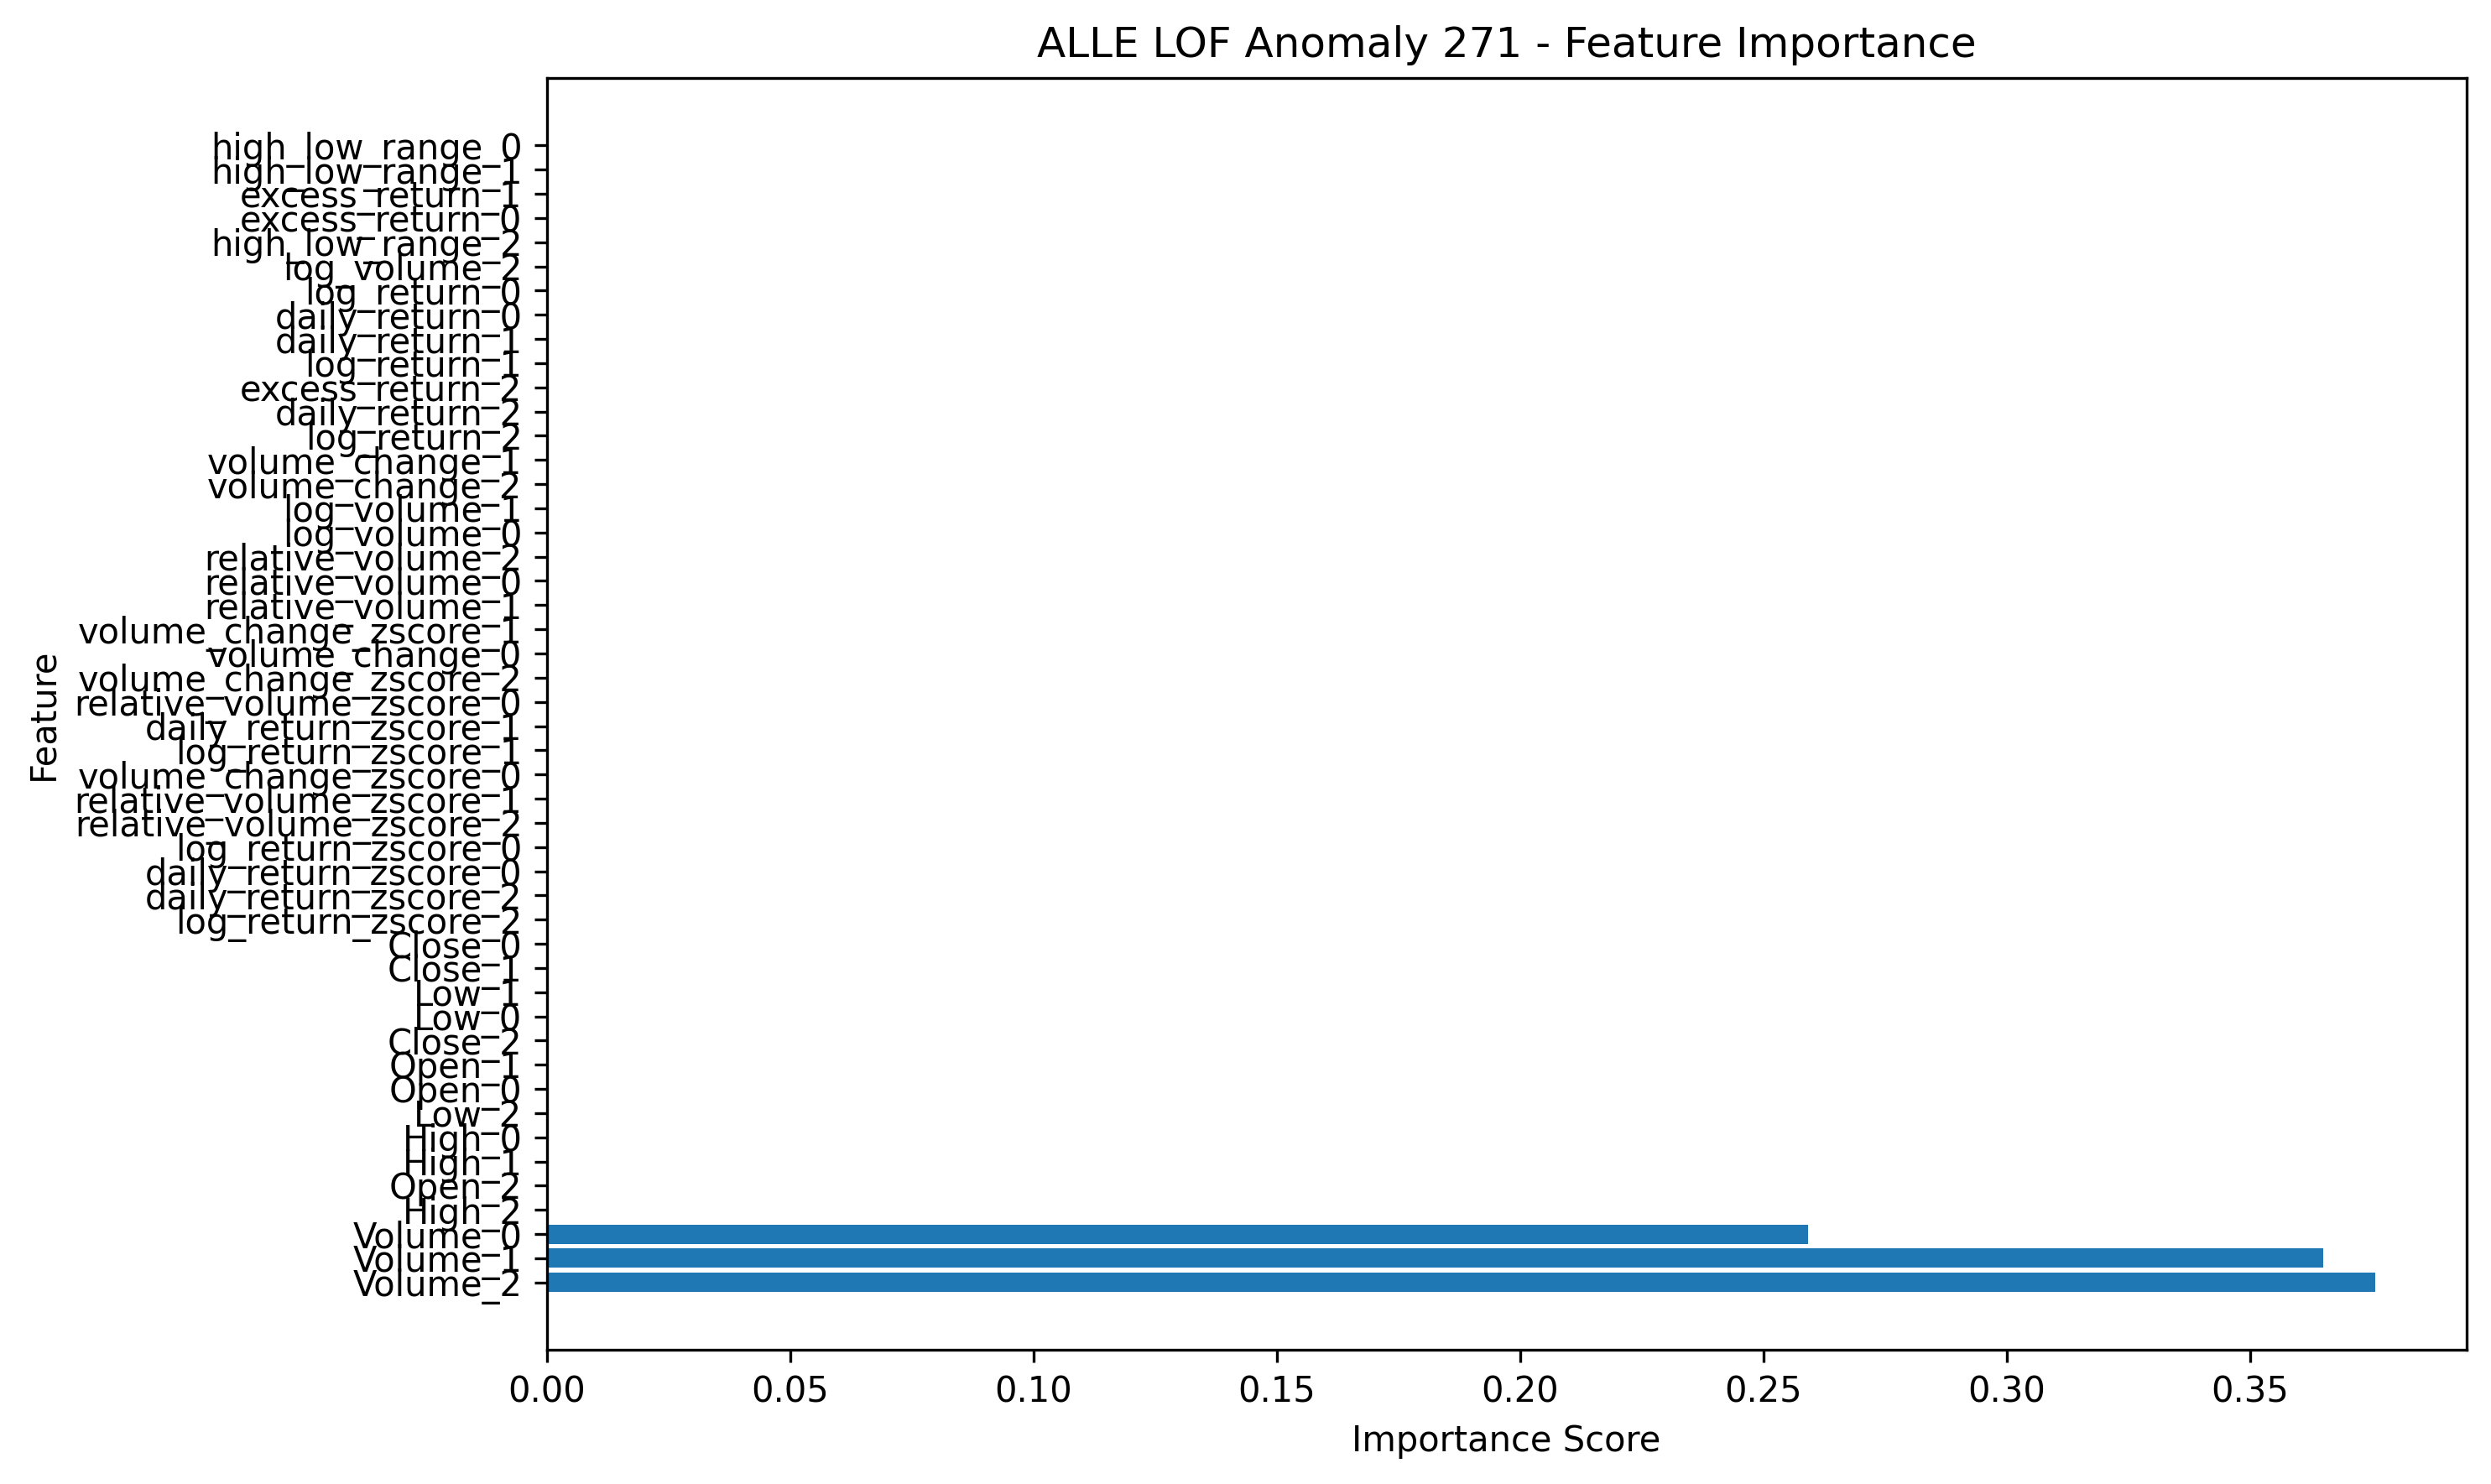 ALLE LOF Anomaly 271 - Feature Importance
high_low_range_0
high_low_range_1
excess_return_1
excess_return_0
high_low_range_2
log_volume_2
log_return_0
daily_return_0
daily_return_1
log_return_1
excess_return_2
daily_return_2
log_return_2
volume_change_1
volume_change_2
log_volume_1
log_volume_0
relative_volume_2
relative_volume_0
relative_volume_1
volume_change_zscore_1
volume_change_0
volume_change_zscore_2
relative_volume_zscore_0
daily_return_zscore_1
log_return_zscore_1
volume_change_zscore_0
relative_volume_zscore_1
relative_volume_zscore_2
log_return_zscore_0
daily_return_zscore_0
daily_return_zscore_2
log_return_zscore_2
Close_0
Close_1
Low_1
Low_0
Close_2
Open_1
Open_0
Low_2
High_0
High_1
Open_2
High_2
Volume_0
Volume_1
Volume_2
Feature
0.00 0.05 0.10 0.15 0.20 0.25 0.30 0.35
Importance Score